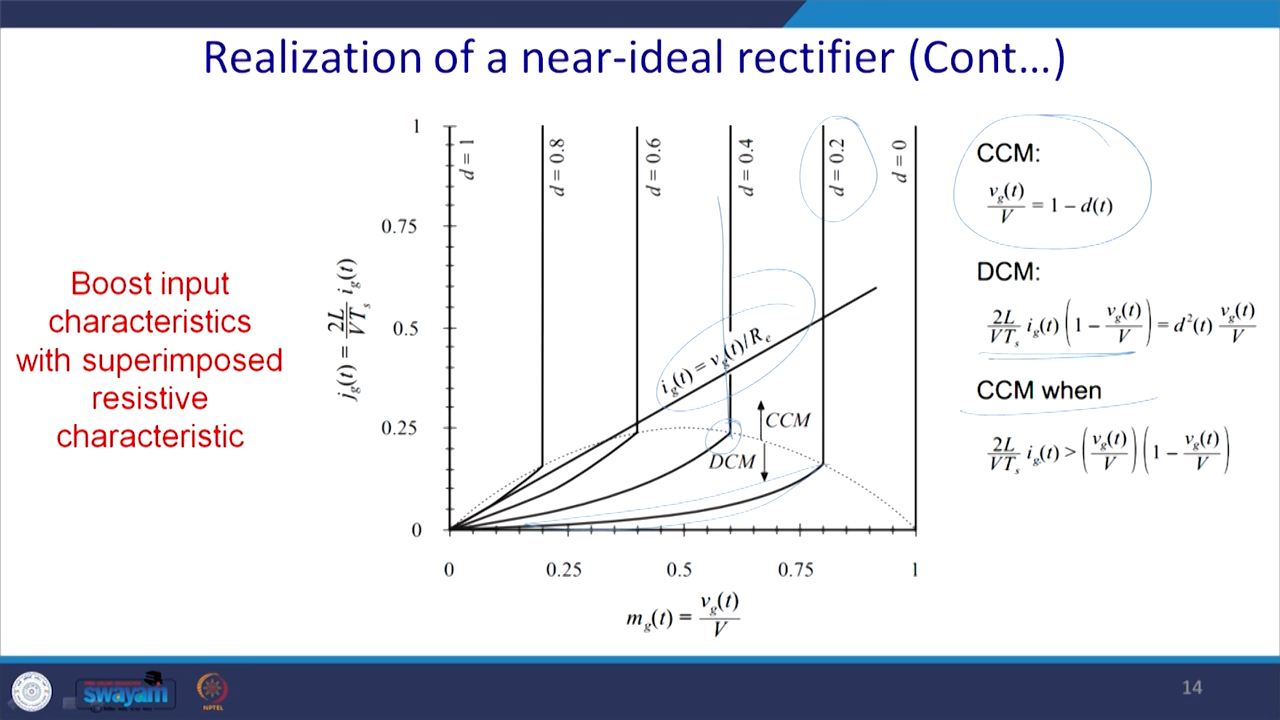 Realization of a near-ideal rectifier (Cont...)
Boost input
characteristics
with superimposed
resistive
characteristic
j_g(t) = 2L/VT_s i_g(t)
1
0.75
0.5
0.25
0
d = 1
d = 0.8
d = 0.6
d = 0.4
d = 0.2
d = 0
i_g(t) = v_g(t)/R_e
CCM
DCM
0
0.25
0.5
0.75
1
m_g(t) = v_g(t)/V
CCM:
v_g(t)/V = 1 – d(t)
DCM:
2L/VT_s i_g(t) (1 – v_g(t)/V) = d²(t) v_g(t)/V
CCM when
2L/VT_s i_g(t) > (v_g(t)/V) (1 – v_g(t)/V)
swayam
NPTEL
14